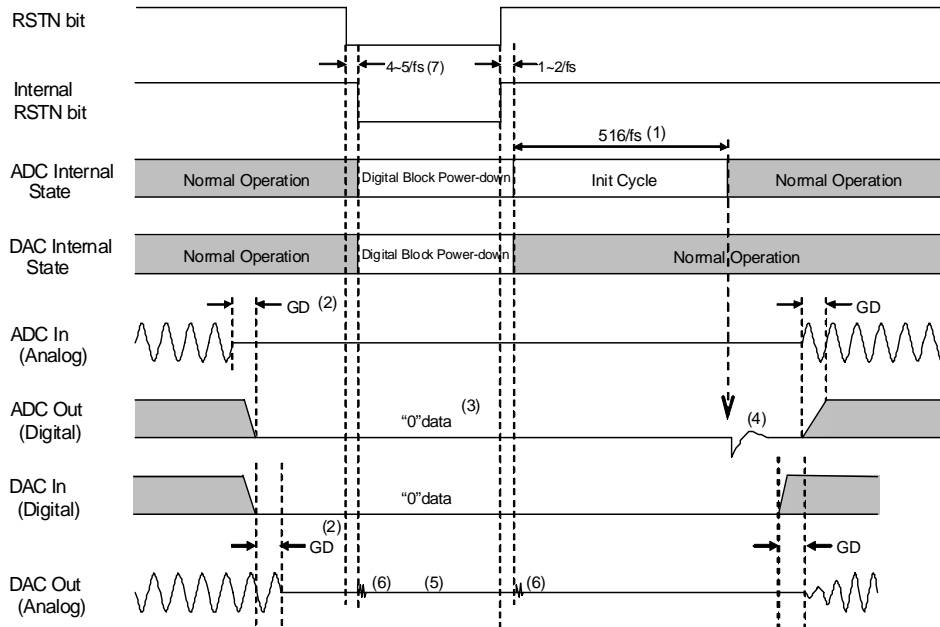 RSTN bit
4~5/fs (7)
1~2/fs
Internal
RSTN bit
516/fs (1)
ADC Internal
State
Normal Operation
Digital Block Power-down
Init Cycle
Normal Operation
DAC Internal
State
Normal Operation
Digital Block Power-down
Normal Operation
GD (2)
GD
ADC In
(Analog)
ADC Out
(Digital)
“0”data (3)
(4)
DAC In
(Digital)
“0”data
(2)
GD
GD
DAC Out
(Analog)
(6)
(5)
(6)